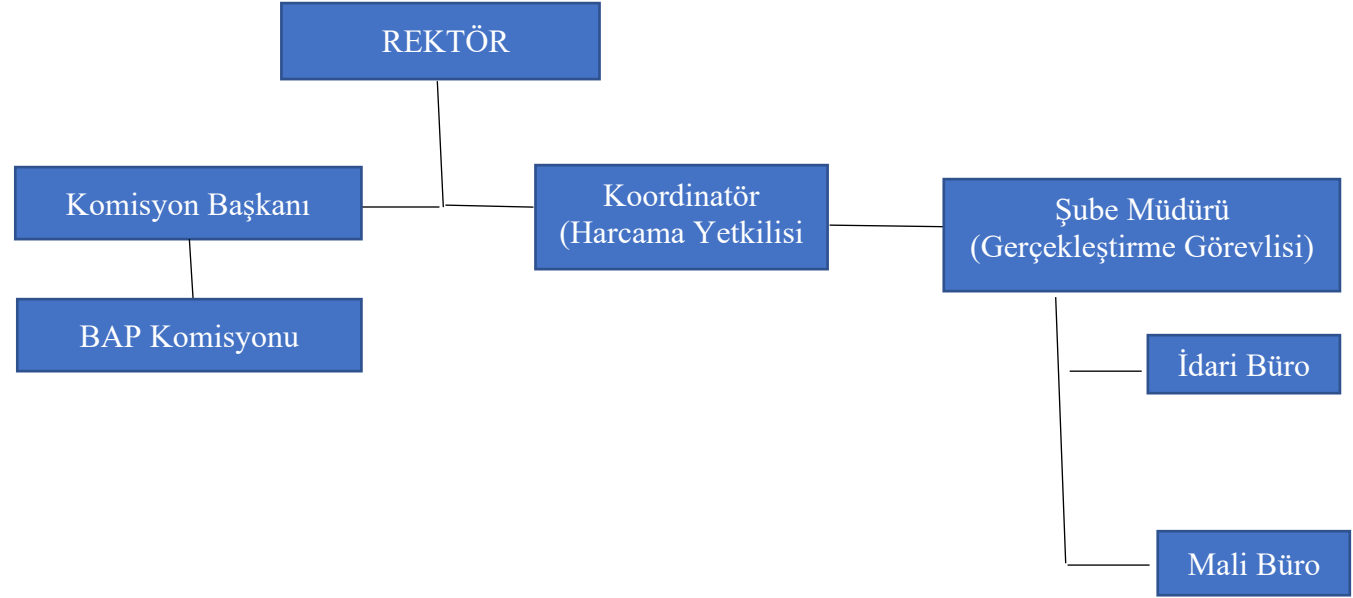 REKTÖR
Komisyon Başkanı
Koordinatör
(Harcama Yetkilisi
Şube Müdürü
(Gerçekleştirme Görevlisi)
BAP Komisyonu
İdari Büro
Mali Büro